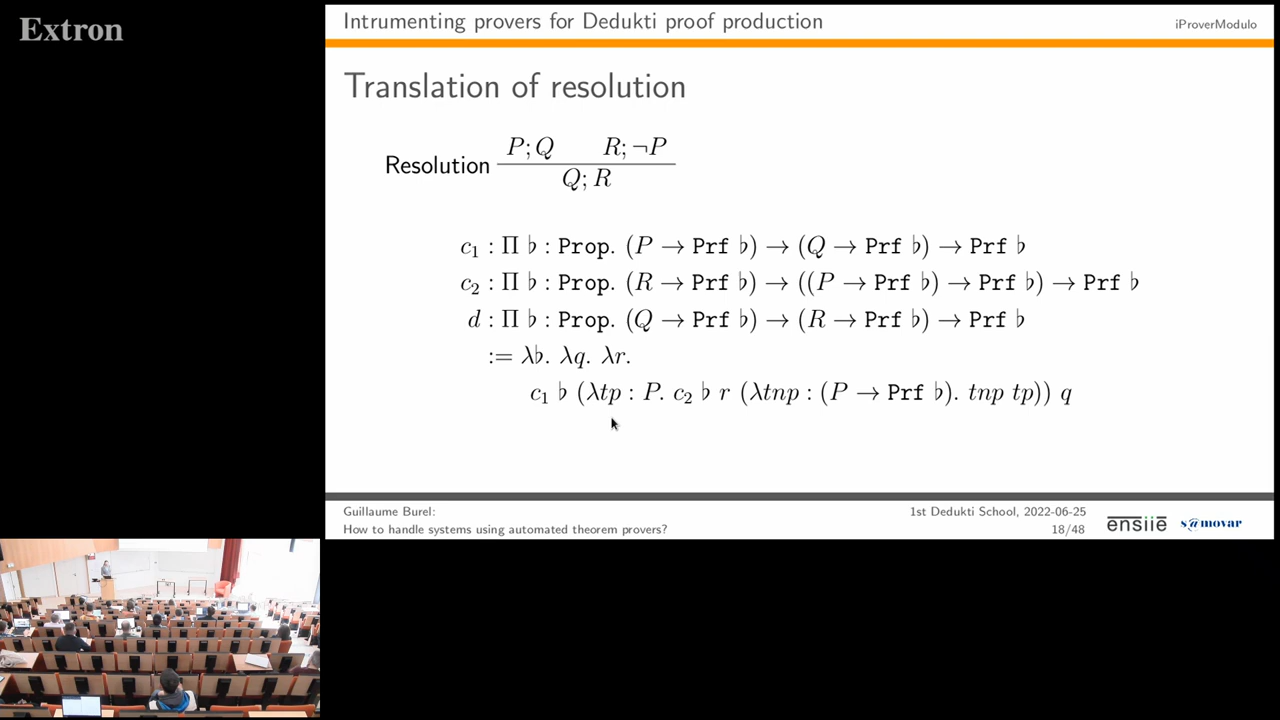 Extron
Intrumenting provers for Dedukti proof production
iProverModulo
Translation of resolution
Resolution P; Q R; ¬P
Q; R
c₁ : Π ♭ : Prop. (P → Prf ♭) → (Q → Prf ♭) → Prf ♭
c₂ : Π ♭ : Prop. (R → Prf ♭) → ((P → Prf ♭) → Prf ♭) → Prf ♭
d : Π ♭ : Prop. (Q → Prf ♭) → (R → Prf ♭) → Prf ♭
:= λ♭. λq. λr.
c₁ ♭ (λtp : P. c₂ ♭ r (λtnp : (P → Prf ♭). tnp tp)) q
Guillaume Burel:
How to handle systems using automated theorem provers?
1st Dedukti School, 2022-06-25
18/48
ensiie
s@movar